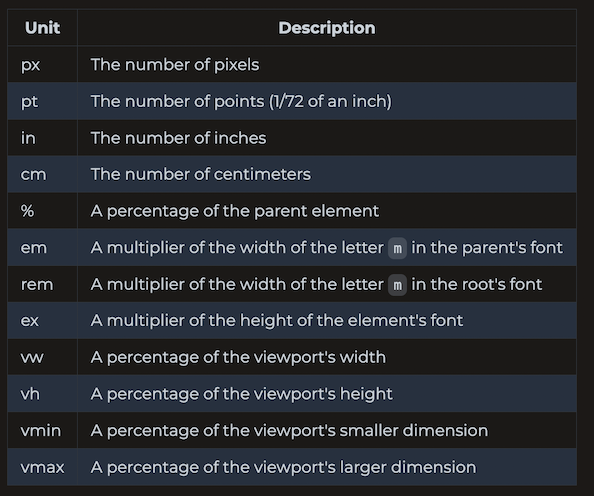 Unit Description
px The number of pixels
pt The number of points (1/72 of an inch)
in The number of inches
cm The number of centimeters
% A percentage of the parent element
em A multiplier of the width of the letter m in the parent's font
rem A multiplier of the width of the letter m in the root's font
ex A multiplier of the height of the element's font
vw A percentage of the viewport's width
vh A percentage of the viewport's height
vmin A percentage of the viewport's smaller dimension
vmax A percentage of the viewport's larger dimension